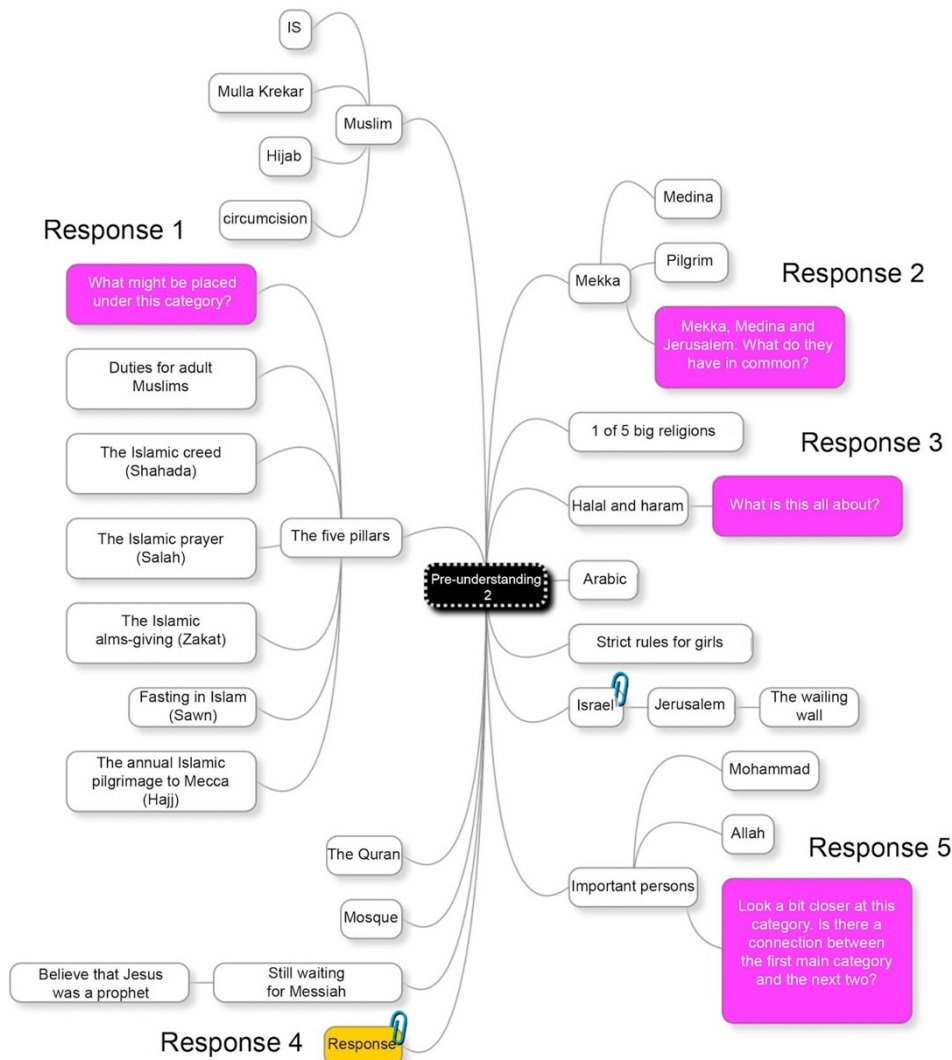 IS
Mulla Krekar
Muslim
Hijab
circumcision
Response 1
What might be placed
under this category?
Duties for adult
Muslims
The Islamic creed
(Shahada)
The Islamic prayer
(Salah)
The five pillars
The Islamic
alms-giving (Zakat)
Fasting in Islam
(Sawn)
The annual Islamic
pilgrimage to Mecca
(Hajj)
The Quran
Mosque
Believe that Jesus
was a prophet
Still waiting
for Messiah
Response 4
Response
Pre-understanding
2
Medina
Mekka
Pilgrim
Response 2
Mekka, Medina and
Jerusalem. What do they
have in common?
1 of 5 big religions
Response 3
Halal and haram
What is this all about?
Arabic
Strict rules for girls
Israel
Jerusalem
The wailing
wall
Mohammad
Allah
Important persons
Response 5
Look a bit closer at this
category. Is there a
connection between
the first main category
and the next two?